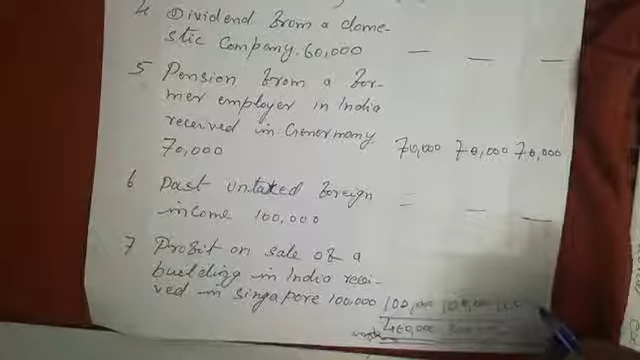 4 Dividend from a dome-
stic company. 60,000 — — —
5 Pension from a for-
mer employer in India
received in Genermany
70,000 70,000 70,000 70,000
6 Past untaxed foreign
income 100,000 — — —
7 Profit on sale of a
building in India recei-
ved in Singapore 100,000 100,000